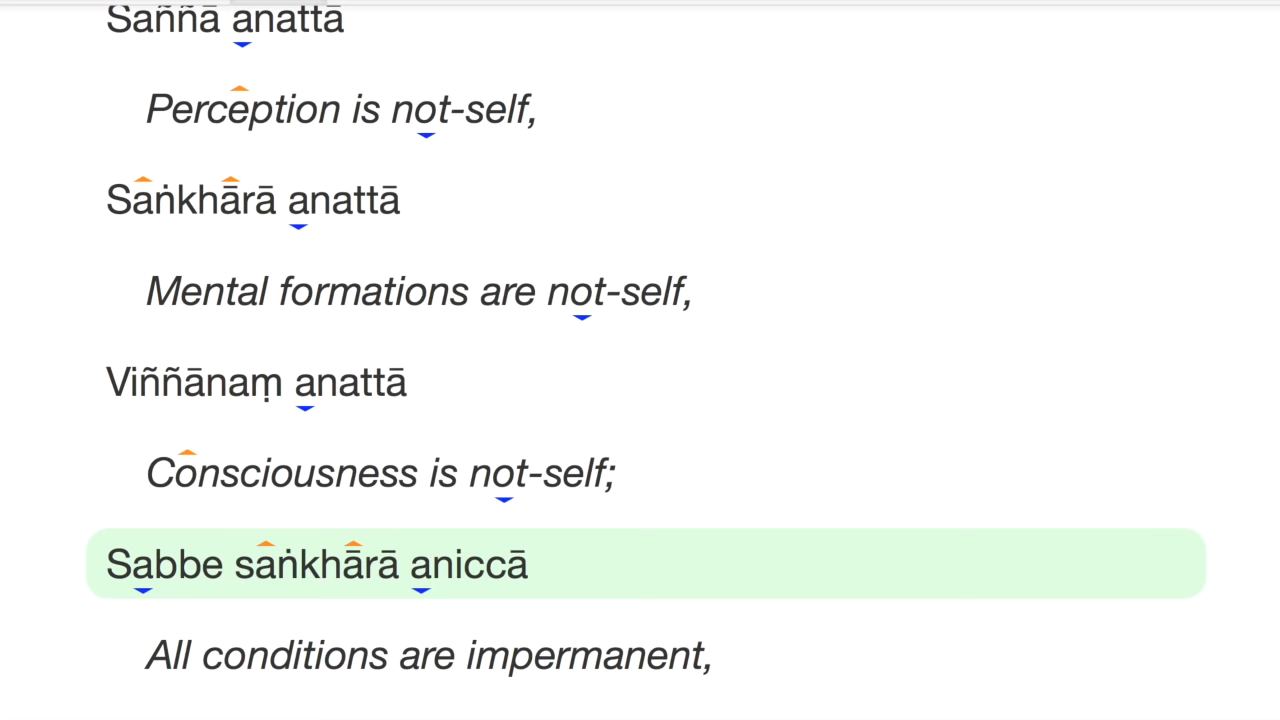 Saññā anattā
Perception is not-self,
Saṅkhārā anattā
Mental formations are not-self,
Viññānaṃ anattā
Consciousness is not-self;
Sabbe saṅkhārā aniccā
All conditions are impermanent,